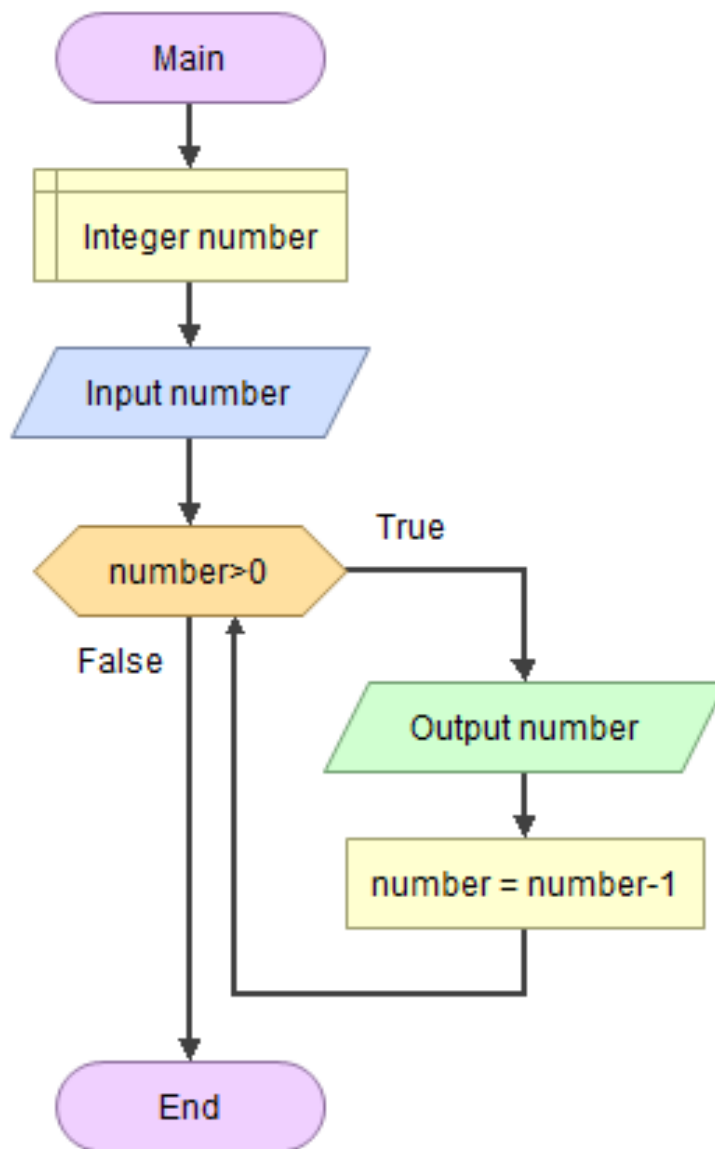 Main
Integer number
Input number
number>0
True
False
Output number
number = number-1
End